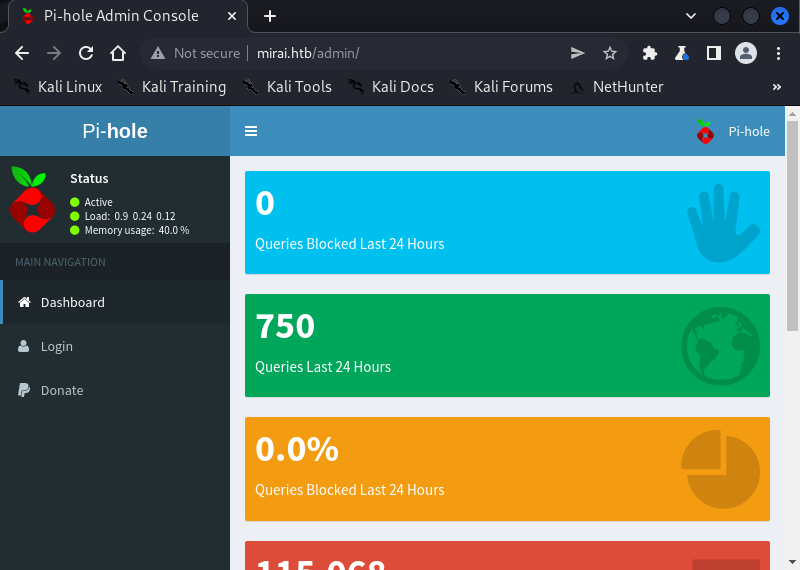 Pi-hole Admin Console
Not secure | mirai.htb/admin/
Kali Linux Kali Training Kali Tools Kali Docs Kali Forums NetHunter »
Pi-hole
Pi-hole
Status
Active
Load: 0.9 0.24 0.12
Memory usage: 40.0 %
MAIN NAVIGATION
Dashboard
Login
Donate
0
Queries Blocked Last 24 Hours
750
Queries Last 24 Hours
0.0%
Queries Blocked Last 24 Hours
115,068